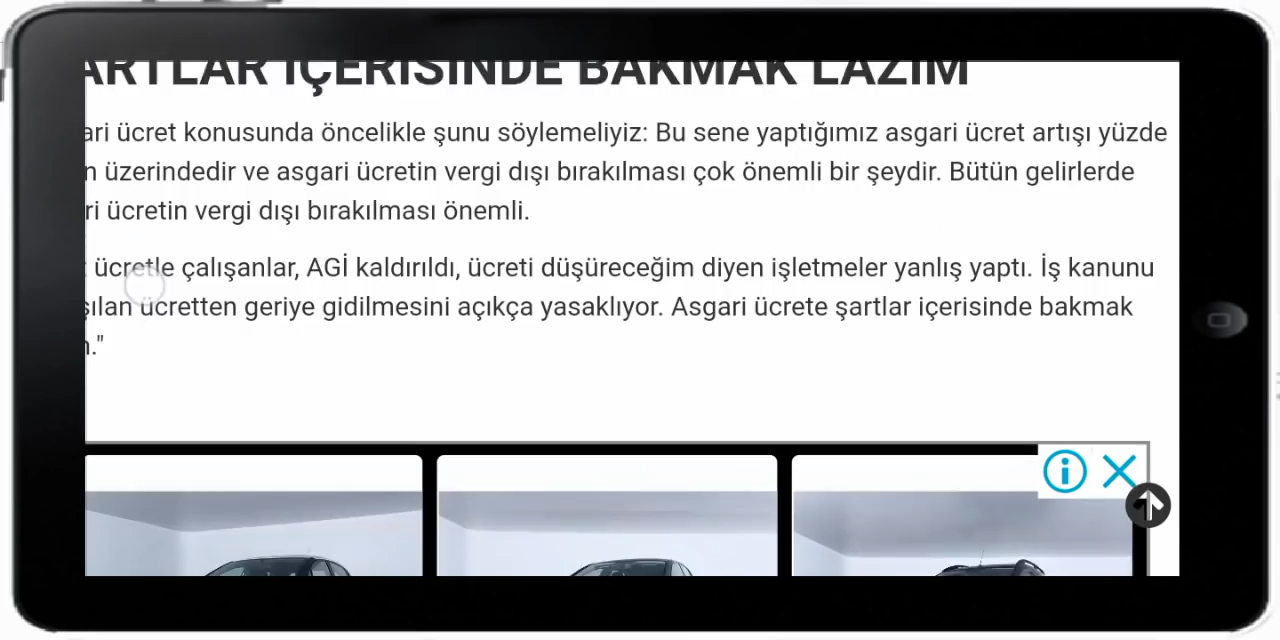 ARTLAR İÇERİSİNDE BAKMAK LAZIM
ari ücret konusunda öncelikle şunu söylemeliyiz: Bu sene yaptığımız asgari ücret artışı yüzde
n üzerindedir ve asgari ücretin vergi dışı bırakılması çok önemli bir şeydir. Bütün gelirlerde
ri ücretin vergi dışı bırakılması önemli.
ücretle çalışanlar, AGİ kaldırıldı, ücreti düşüreceğim diyen işletmeler yanlış yaptı. İş kanunu
şılan ücretten geriye gidilmesini açıkça yasaklıyor. Asgari ücrete şartlar içerisinde bakmak
."